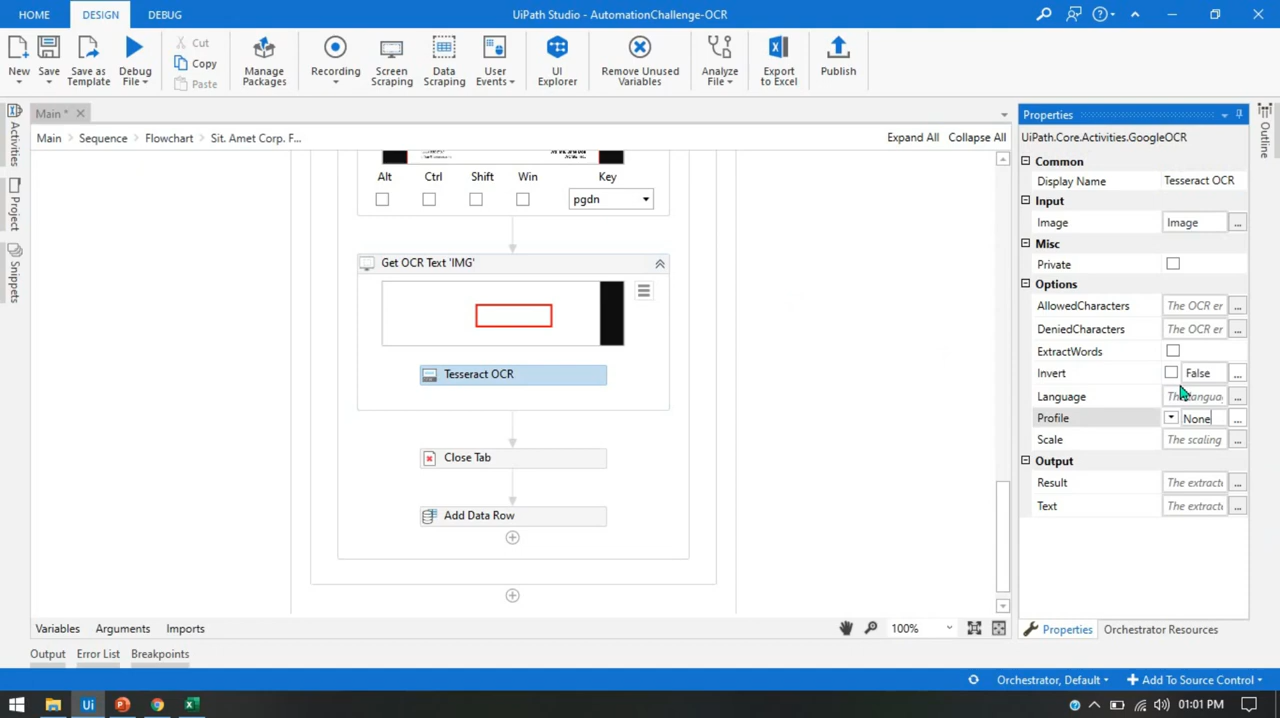 HOME DESIGN DEBUG UiPath Studio - AutomationChallenge-OCR
New Save Save as Template Debug File Cut Copy Paste Manage Packages Recording Screen Scraping Data Scraping User Events UI Explorer Remove Unused Variables Analyze File Export to Excel Publish
Main *
Main Sequence Flowchart Sit. Amet Corp. F... Expand All Collapse All
Activities
Project
Snippets
Outline
Alt Ctrl Shift Win Key
pgdn
Get OCR Text 'IMG'
Tesseract OCR
Close Tab
Add Data Row
Properties
UiPath.Core.Activities.GoogleOCR
Common
Display Name Tesseract OCR
Input
Image Image ...
Misc
Private
Options
AllowedCharacters The OCR er ...
DeniedCharacters The OCR er ...
ExtractWords
Invert False ...
Language The langua ...
Profile None ...
Scale The scaling ...
Output
Result The extracte ...
Text The extracte ...
Variables Arguments Imports 100% Properties Orchestrator Resources
Output Error List Breakpoints
Orchestrator, Default Add To Source Control
Ui 01:01 PM